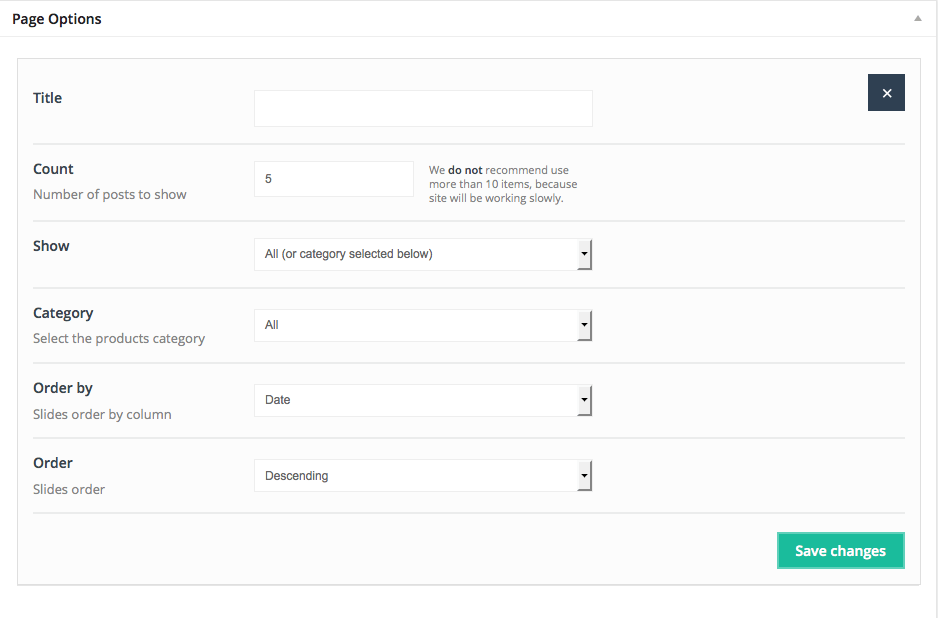 Page Options
Title
Count
Number of posts to show
5
We do not recommend use
more than 10 items, because
site will be working slowly.
Show
All (or category selected below)
Category
Select the products category
All
Order by
Slides order by column
Date
Order
Slides order
Descending
Save changes